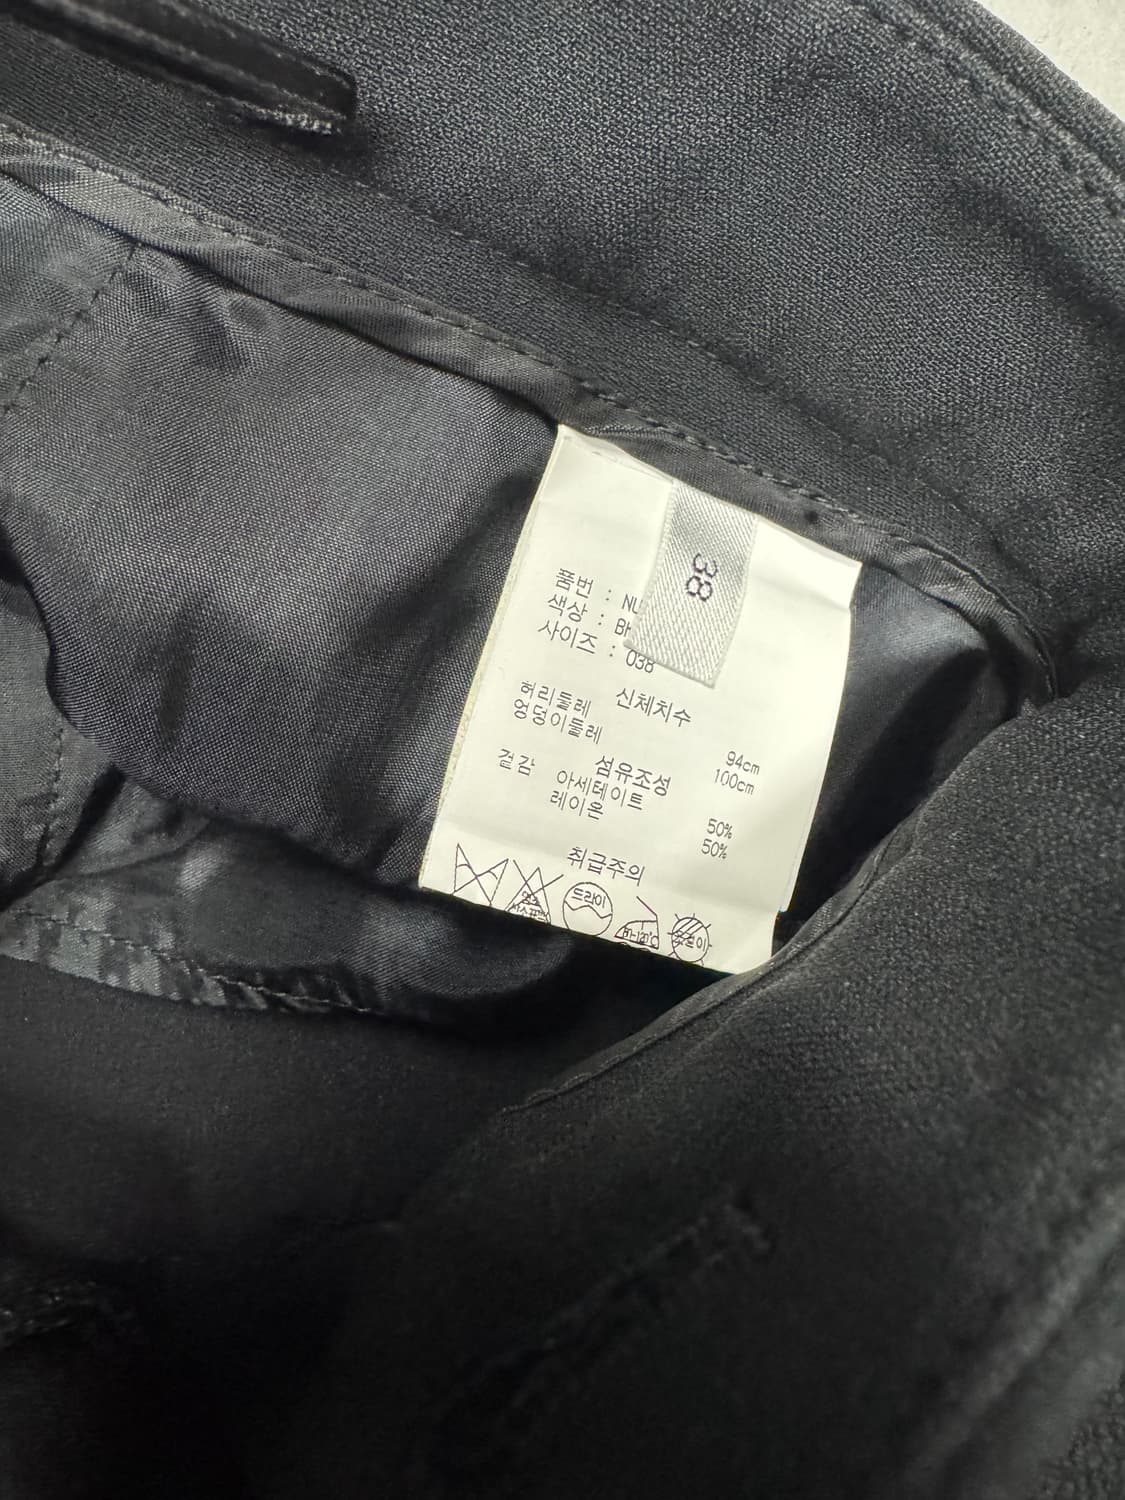 38
품번 : NU
색상 : BK
사이즈 : 038
신체치수
허리둘레 94cm
엉덩이둘레 100cm
섬유조성
겉감 아세테이트 50%
레이온 50%
취급주의
드라이